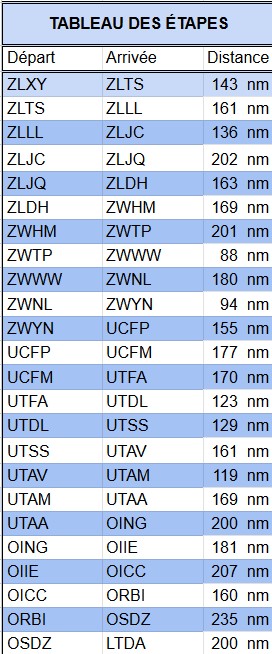 TABLEAU DES ÉTAPES
Départ Arrivée Distance
ZLXY ZLTS 143 nm
ZLTS ZLLL 161 nm
ZLLL ZLJC 136 nm
ZLJC ZLJQ 202 nm
ZLJQ ZLDH 163 nm
ZLDH ZWHM 169 nm
ZWHM ZWTP 201 nm
ZWTP ZWWW 88 nm
ZWWW ZWNL 180 nm
ZWNL ZWYN 94 nm
ZWYN UCFP 155 nm
UCFP UCFM 177 nm
UCFM UTFA 170 nm
UTFA UTDL 123 nm
UTDL UTSS 129 nm
UTSS UTAV 161 nm
UTAV UTAM 119 nm
UTAM UTAA 169 nm
UTAA OING 200 nm
OING OIIE 181 nm
OIIE OICC 207 nm
OICC ORBI 160 nm
ORBI OSDZ 235 nm
OSDZ LTDA 200 nm